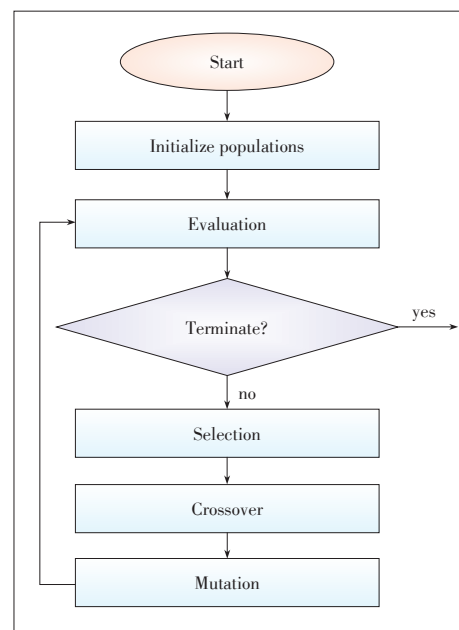 Start
Initialize populations
Evaluation
Terminate?
yes
no
Selection
Crossover
Mutation